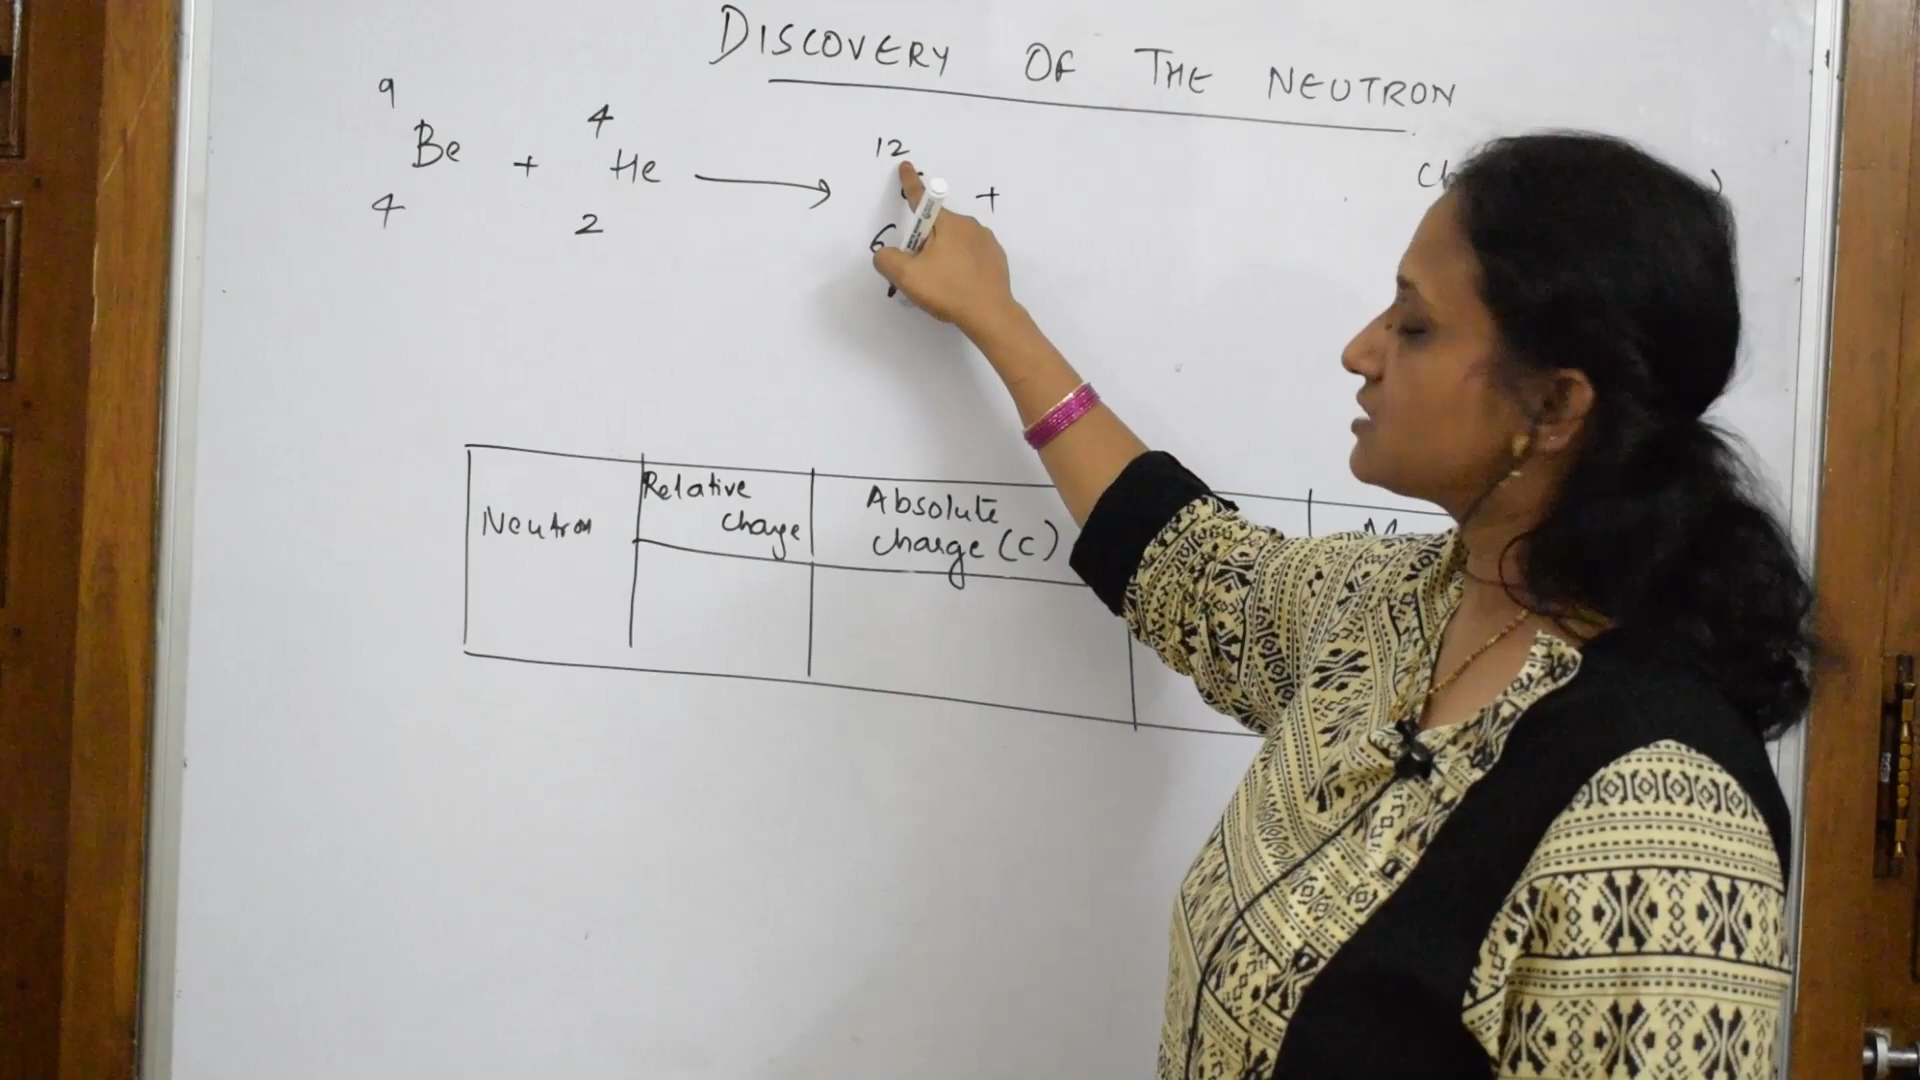 DISCOVERY OF THE NEUTRON
9 4 12
Be + He → +
4 2 6
Neutron
Relative charge
Absolute charge (C)